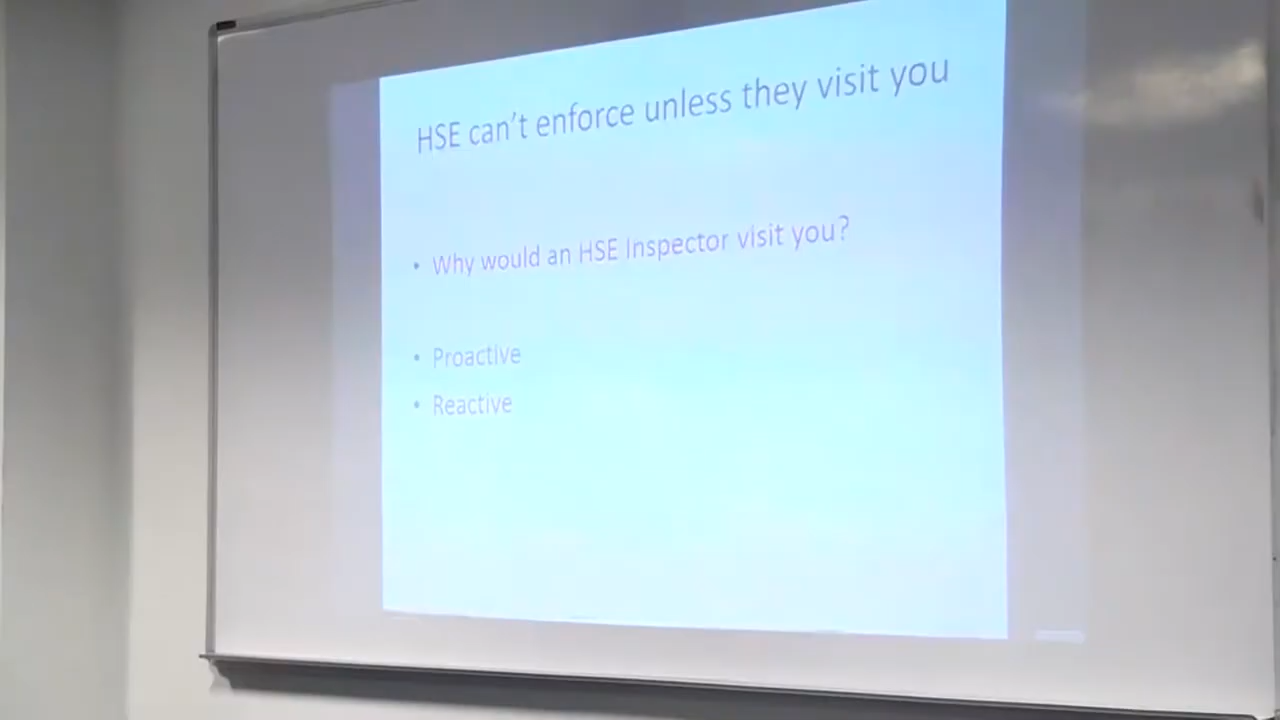 HSE can't enforce unless they visit you
• Why would an HSE Inspector visit you?
• Proactive
• Reactive